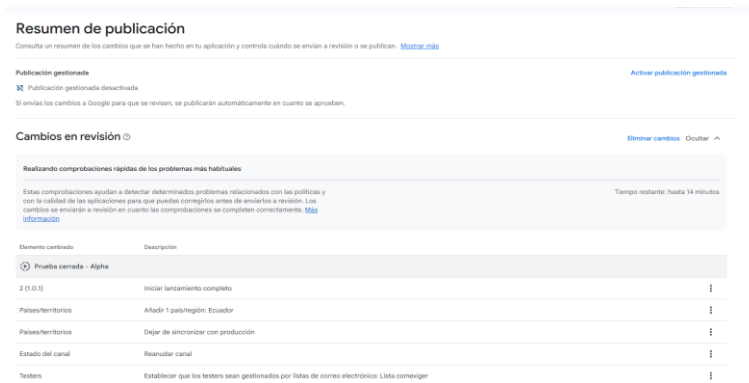 Resumen de publicación
Consulta un resumen de los cambios que se han hecho en tu aplicación y controla cuándo se envían a revisión o se publican. Mostrar más
Publicación gestionada
Activar publicación gestionada
Publicación gestionada desactivada
Si envías los cambios a Google para que se revisen, se publicarán automáticamente en cuanto se aprueben.
Cambios en revisión
Eliminar cambios Ocultar
Realizando comprobaciones rápidas de los problemas más habituales
Estas comprobaciones ayudan a detectar determinados problemas relacionados con las políticas y
con la calidad de las aplicaciones para que puedas corregirlos antes de enviarlos a revisión. Los
cambios se enviarán a revisión en cuanto las comprobaciones se completen correctamente. Más
información
Tiempo restante: hasta 14 minutos
Elemento cambiado Descripción
Prueba cerrada - Alpha
2 (1.0.1) Iniciar lanzamiento completo
Países/territorios Añadir 1 país/región: Ecuador
Países/territorios Dejar de sincronizar con producción
Estado del canal Reanudar canal
Testers Establecer que los testers sean gestionados por listas de correo electrónico: Lista comexiger